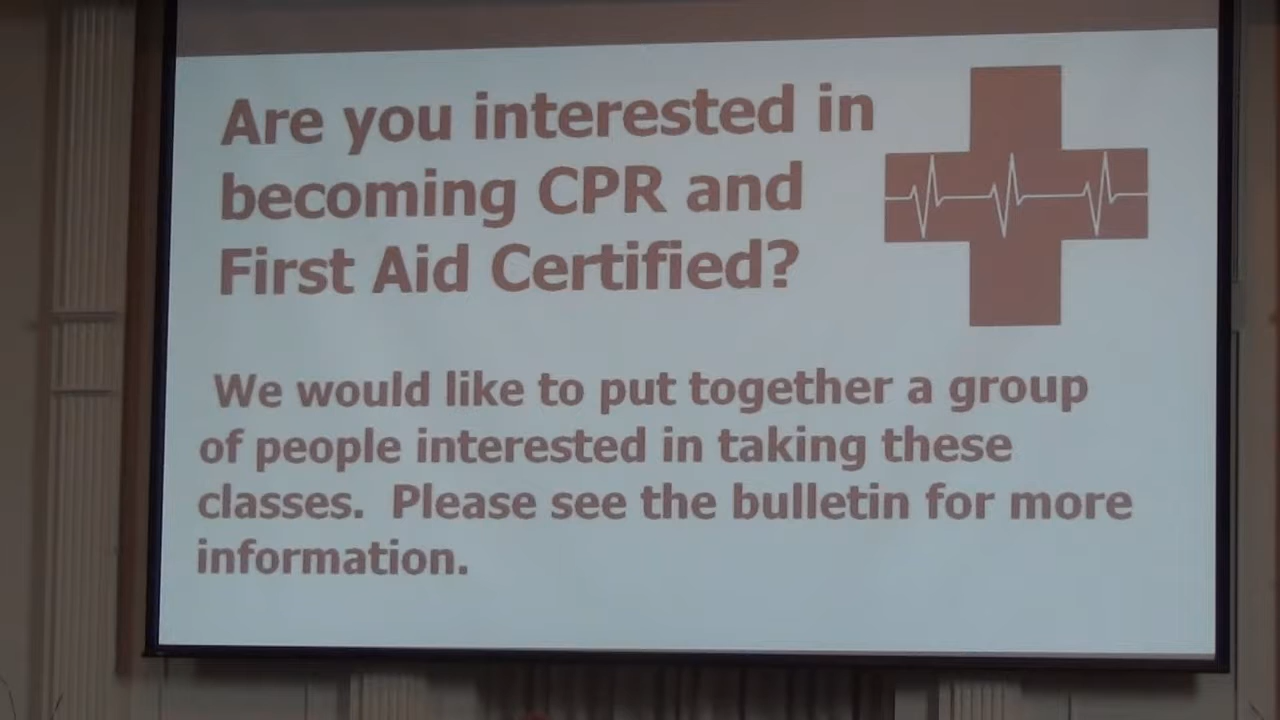 Are you interested in
becoming CPR and
First Aid Certified?
We would like to put together a group
of people interested in taking these
classes.  Please see the bulletin for more
information.